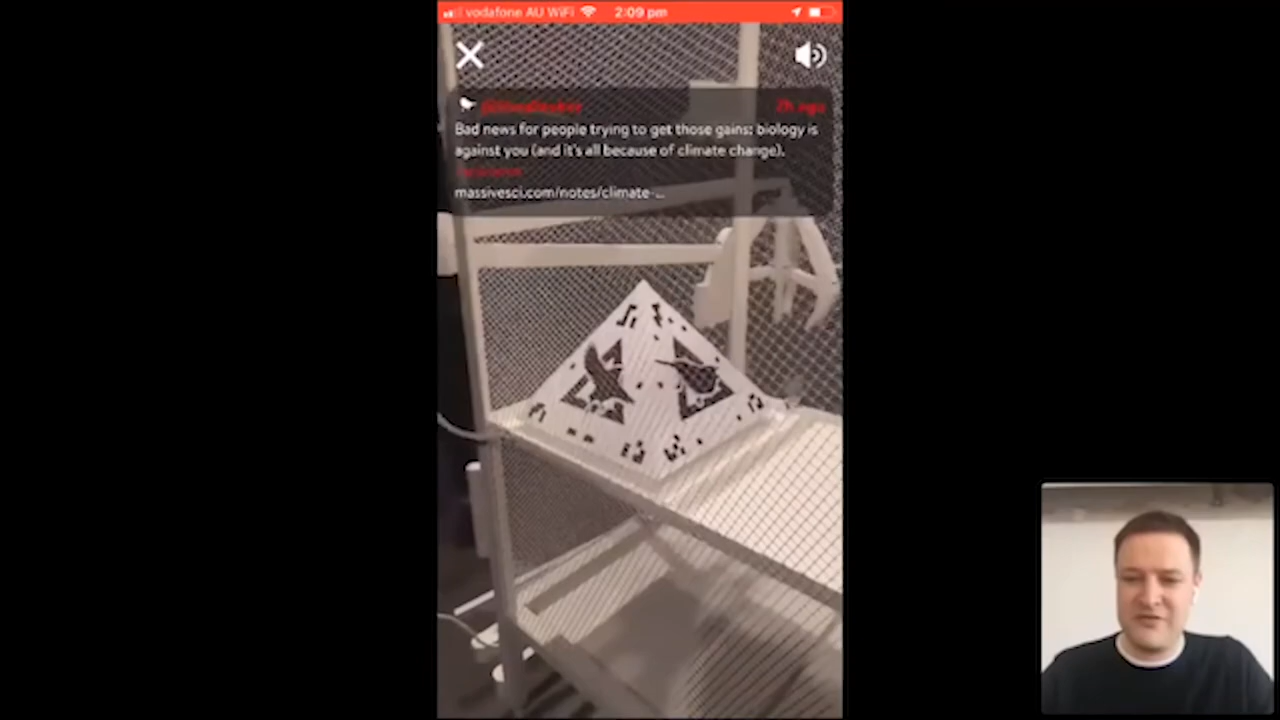 vodafone AU WiFi 2:09 pm
Bad news for people trying to get those gains: biology is
against you (and it's all because of climate change).
massivesci.com/notes/climate-...